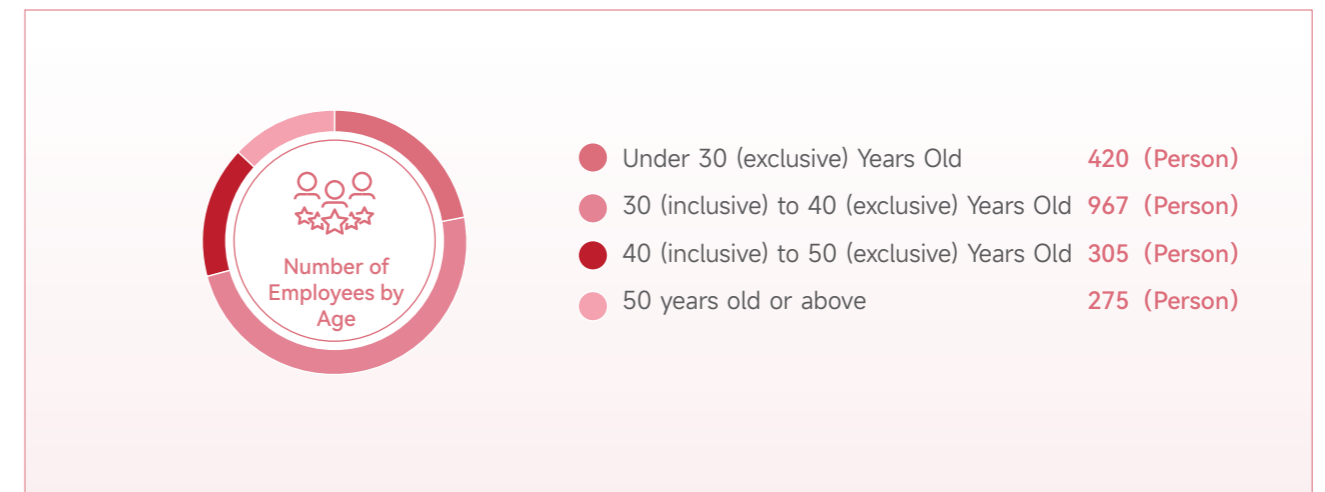 Number of
Employees by
Age
Under 30 (exclusive) Years Old 420 (Person)
30 (inclusive) to 40 (exclusive) Years Old 967 (Person)
40 (inclusive) to 50 (exclusive) Years Old 305 (Person)
50 years old or above 275 (Person)